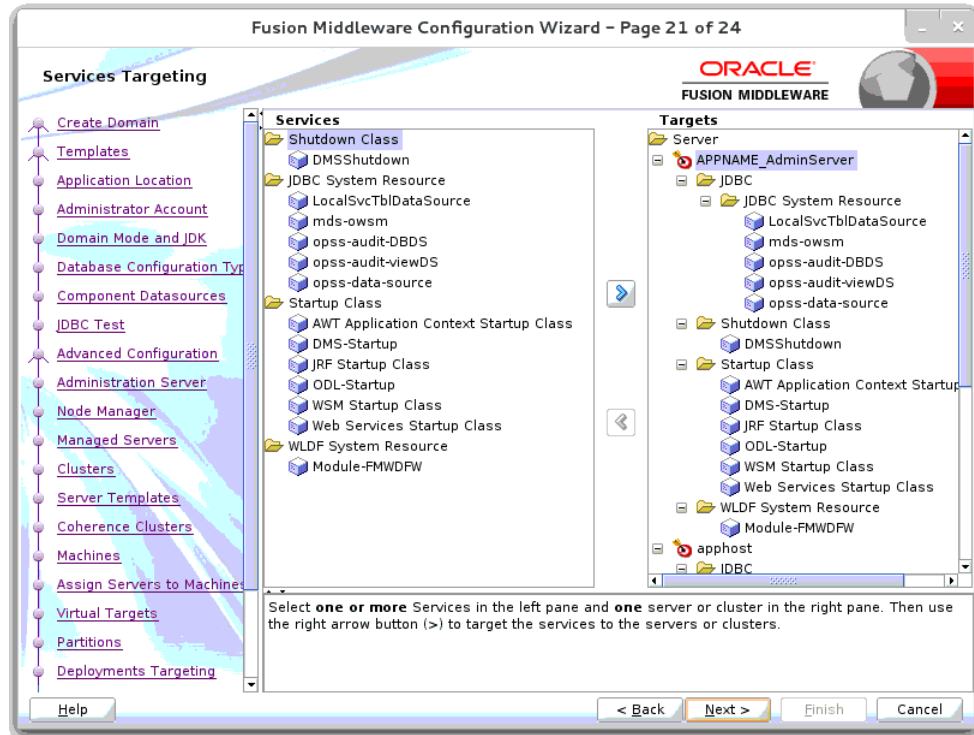 Fusion Middleware Configuration Wizard – Page 21 of 24
Services Targeting
ORACLE
FUSION MIDDLEWARE
Create Domain
Templates
Application Location
Administrator Account
Domain Mode and JDK
Database Configuration Typ
Component Datasources
JDBC Test
Advanced Configuration
Administration Server
Node Manager
Managed Servers
Clusters
Server Templates
Coherence Clusters
Machines
Assign Servers to Machines
Virtual Targets
Partitions
Deployments Targeting
Services
Shutdown Class
DMSShutdown
JDBC System Resource
LocalSvcTblDataSource
mds-owsm
opss-audit-DBDS
opss-audit-viewDS
opss-data-source
Startup Class
AWT Application Context Startup Class
DMS-Startup
JRF Startup Class
ODL-Startup
WSM Startup Class
Web Services Startup Class
WLDF System Resource
Module-FMWDFW
Targets
Server
APPNAME_AdminServer
JDBC
JDBC System Resource
LocalSvcTblDataSource
mds-owsm
opss-audit-DBDS
opss-audit-viewDS
opss-data-source
Shutdown Class
DMSShutdown
Startup Class
AWT Application Context Startup
DMS-Startup
JRF Startup Class
ODL-Startup
WSM Startup Class
Web Services Startup Class
WLDF System Resource
Module-FMWDFW
apphost
JDBC
Select one or more Services in the left pane and one server or cluster in the right pane. Then use
the right arrow button (>) to target the services to the servers or clusters.
Help
< Back
Next >
Finish
Cancel